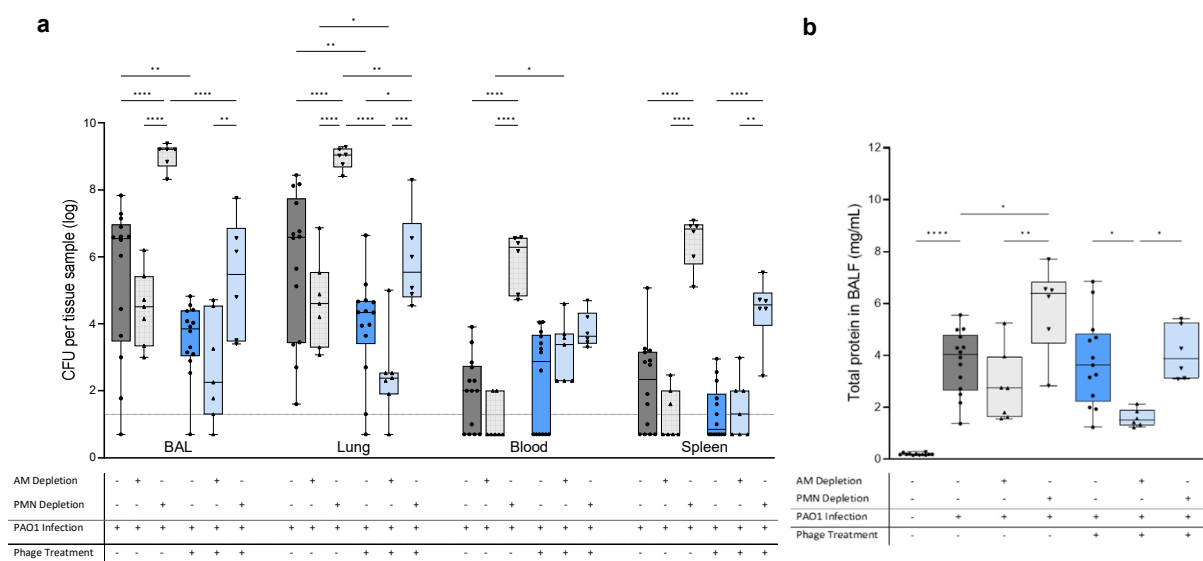 a
b
* *
* *
* * * *
* * * *
* * * *
* *
*
* *
* *
* * * *
*
* * * *
* * * *
* * *
*
* * * *
* * * *
* * * *
* * * *
* * * *
* *
10
8
6
4
2
0
CFU per tissue sample (log)
BAL Lung Blood Spleen
AM Depletion - + - - + - - + - - + - - + - - + - - + - - + -
PMN Depletion - - + - - + - - + - - + - - + - - + - - + - - +
PAO1 Infection + + + + + + + + + + + + + + + + + + + + + + + +
Phage Treatment - - - + + + - - - + + + - - - + + + - - - + + +
12
10
8
6
4
2
0
Total protein in BALF (mg/mL)
*
* * * *
* *
*
*
AM Depletion - - + - - + -
PMN Depletion - - - + - - +
PAO1 Infection - + + + + + +
Phage Treatment - - - - + + +